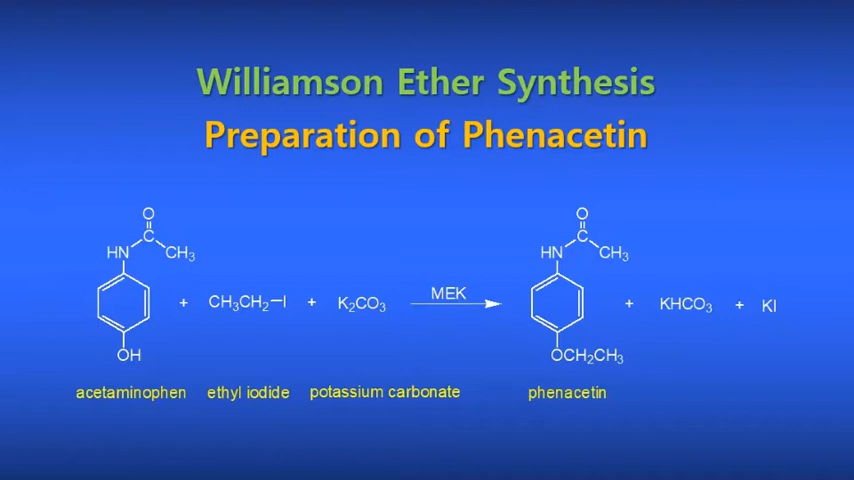 Williamson Ether Synthesis
Preparation of Phenacetin
O
C
HN
CH₃
OH
+
CH₃CH₂—I
+
K₂CO₃
MEK
O
C
HN
CH₃
OCH₂CH₃
+
KHCO₃
+
KI
acetaminophen
ethyl iodide
potassium carbonate
phenacetin